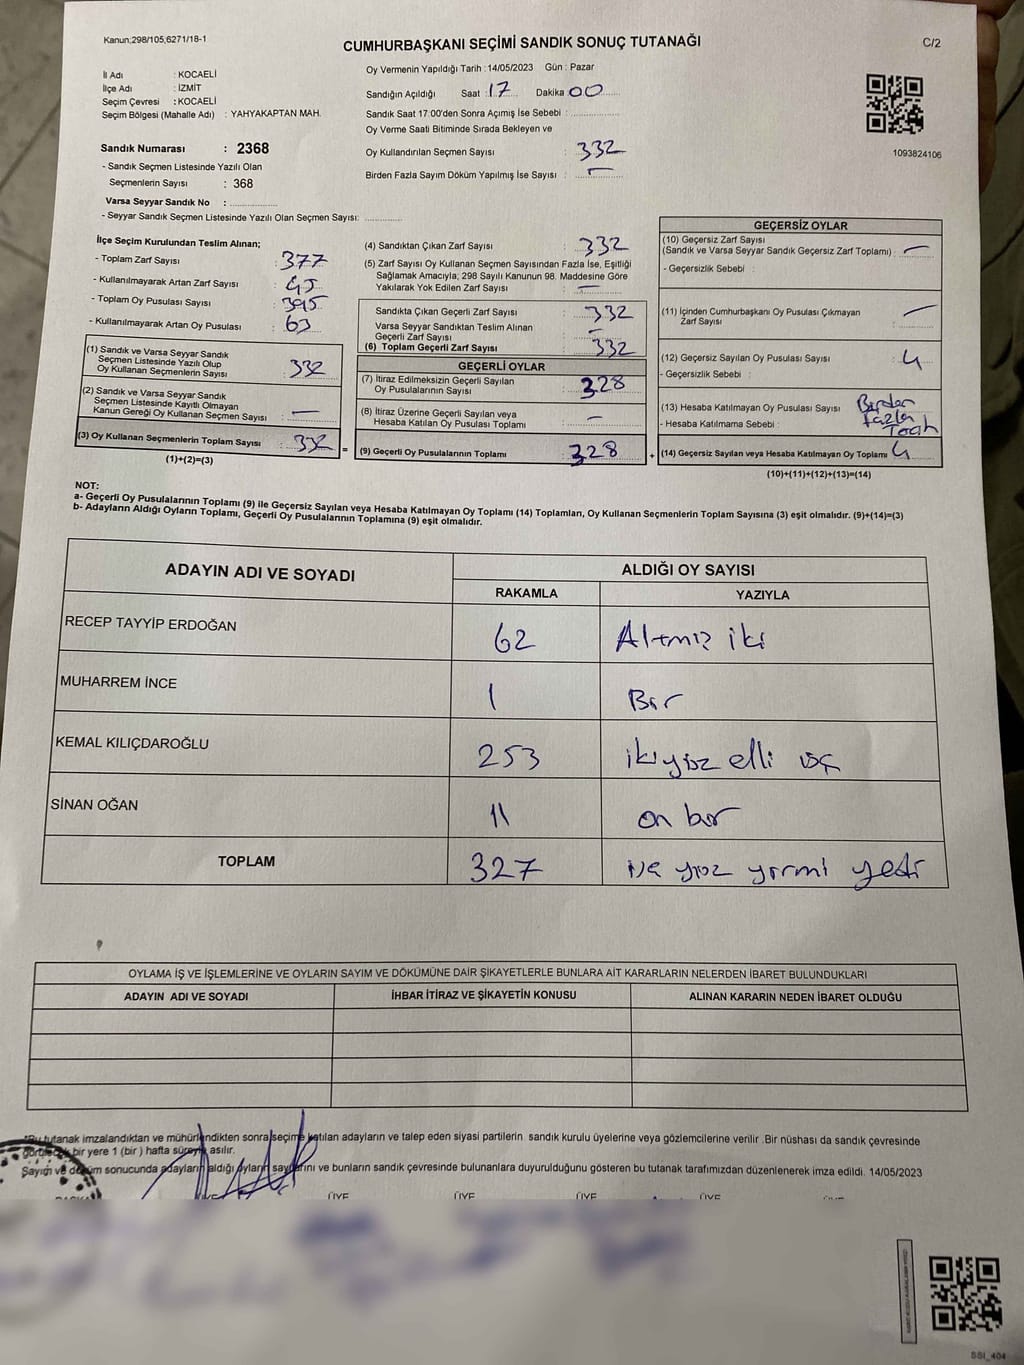 Kanun:298/105,6271/18-1
CUMHURBAŞKANI SEÇİMİ SANDIK SONUÇ TUTANAĞI
C/2
İl Adı : KOCAELİ
İlçe Adı : İZMİT
Seçim Çevresi : KOCAELİ
Seçim Bölgesi (Mahalle Adı) : YAHYAKAPTAN MAH.
Sandık Numarası : 2368
- Sandık Seçmen Listesinde Yazılı Olan
Seçmenlerin Sayısı : 368
Varsa Seyyar Sandık No :
- Seyyar Sandık Seçmen Listesinde Yazılı Olan Seçmen Sayısı:
Oy Vermenin Yapıldığı Tarih :14/05/2023 Gün : Pazar
Sandığın Açıldığı Saat :17 Dakika 00
Sandık Saat 17:00'den Sonra Açımış İse Sebebi :
Oy Verme Saati Bitiminde Sırada Bekleyen ve
Oy Kullandırılan Seçmen Sayısı : 332
Birden Fazla Sayım Döküm Yapılmış İse Sayısı : —
1093824106
İlçe Seçim Kurulundan Teslim Alınan;
- Toplam Zarf Sayısı : 377
- Kullanılmayarak Artan Zarf Sayısı : 45
- Toplam Oy Pusulası Sayısı : 395
- Kullanılmayarak Artan Oy Pusulası : 63
(1) Sandık ve Varsa Seyyar Sandık
Seçmen Listesinde Yazılı Olup
Oy Kullanan Seçmenlerin Sayısı : 332
(2) Sandık ve Varsa Seyyar Sandık
Seçmen Listesinde Kayıtlı Olmayan
Kanun Gereği Oy Kullanan Seçmen Sayısı : —
(3) Oy Kullanan Seçmenlerin Toplam Sayısı : 332
(1)+(2)=(3)
(4) Sandıktan Çıkan Zarf Sayısı : 332
(5) Zarf Sayısı Oy Kullanan Seçmen Sayısından Fazla İse, Eşitliği
Sağlamak Amacıyla; 298 Sayılı Kanunun 98. Maddesine Göre
Yakılarak Yok Edilen Zarf Sayısı : —
Sandıkta Çıkan Geçerli Zarf Sayısı : 332
Varsa Seyyar Sandıktan Teslim Alınan
Geçerli Zarf Sayısı : —
(6) Toplam Geçerli Zarf Sayısı : 332
GEÇERLİ OYLAR
(7) İtiraz Edilmeksizin Geçerli Sayılan
Oy Pusulalarının Sayısı : 328
(8) İtiraz Üzerine Geçerli Sayılan veya
Hesaba Katılan Oy Pusulası Toplamı : —
= (9) Geçerli Oy Pusulalarının Toplamı : 328
GEÇERSİZ OYLAR
(10) Geçersiz Zarf Sayısı
(Sandık ve Varsa Seyyar Sandık Geçersiz Zarf Toplamı) : —
- Geçersizlik Sebebi :
(11) İçinden Cumhurbaşkanı Oy Pusulası Çıkmayan
Zarf Sayısı : —
(12) Geçersiz Sayılan Oy Pusulası Sayısı : 4
- Geçersizlik Sebebi :
(13) Hesaba Katılmayan Oy Pusulası Sayısı : Birden
- Hesaba Katılmama Sebebi : fazla
+ (14) Geçersiz Sayılan veya Hesaba Katılmayan Oy Toplamı 4
(10)+(11)+(12)+(13)=(14)
NOT:
a- Geçerli Oy Pusulalarının Toplamı (9) ile Geçersiz Sayılan veya Hesaba Katılmayan Oy Toplamı (14) Toplamları, Oy Kullanan Seçmenlerin Toplam Sayısına (3) eşit olmalıdır. (9)+(14)=(3)
b- Adayların Aldığı Oyların Toplamı, Geçerli Oy Pusulalarının Toplamına (9) eşit olmalıdır.
ADAYIN ADI VE SOYADI ALDIĞI OY SAYISI
RAKAMLA YAZIYLA
RECEP TAYYİP ERDOĞAN 62 Altmış iki
MUHARREM İNCE 1 Bir
KEMAL KILIÇDAROĞLU 253 ikiyüz elli üç
SİNAN OĞAN 11 on bir
TOPLAM 327 yüz yirmi yedi
OYLAMA İŞ VE İŞLEMLERİNE VE OYLARIN SAYIM VE DÖKÜMÜNE DAİR ŞİKAYETLERLE BUNLARA AİT KARARLARIN NELERDEN İBARET BULUNDUKLARI
ADAYIN ADI VE SOYADI İHBAR İTİRAZ VE ŞİKAYETİN KONUSU ALINAN KARARIN NEDEN İBARET OLDUĞU
*Bu tutanak imzalandıktan ve mühürlendikten sonra seçime katılan adayların ve talep eden siyasi partilerin sandık kurulu üyelerine veya gözlemcilerine verilir .Bir nüshası da sandık çevresinde
görülecek bir yere 1 (bir ) hafta süreyle asılır.
Sayım ve döküm sonucunda adayların aldığı oyların sayılarını ve bunların sandık çevresinde bulunanlara duyurulduğunu gösteren bu tutanak tarafımızdan düzenlenerek imza edildi. 14/05/2023
ÜYE ÜYE ÜYE ÜYE
SSI_404